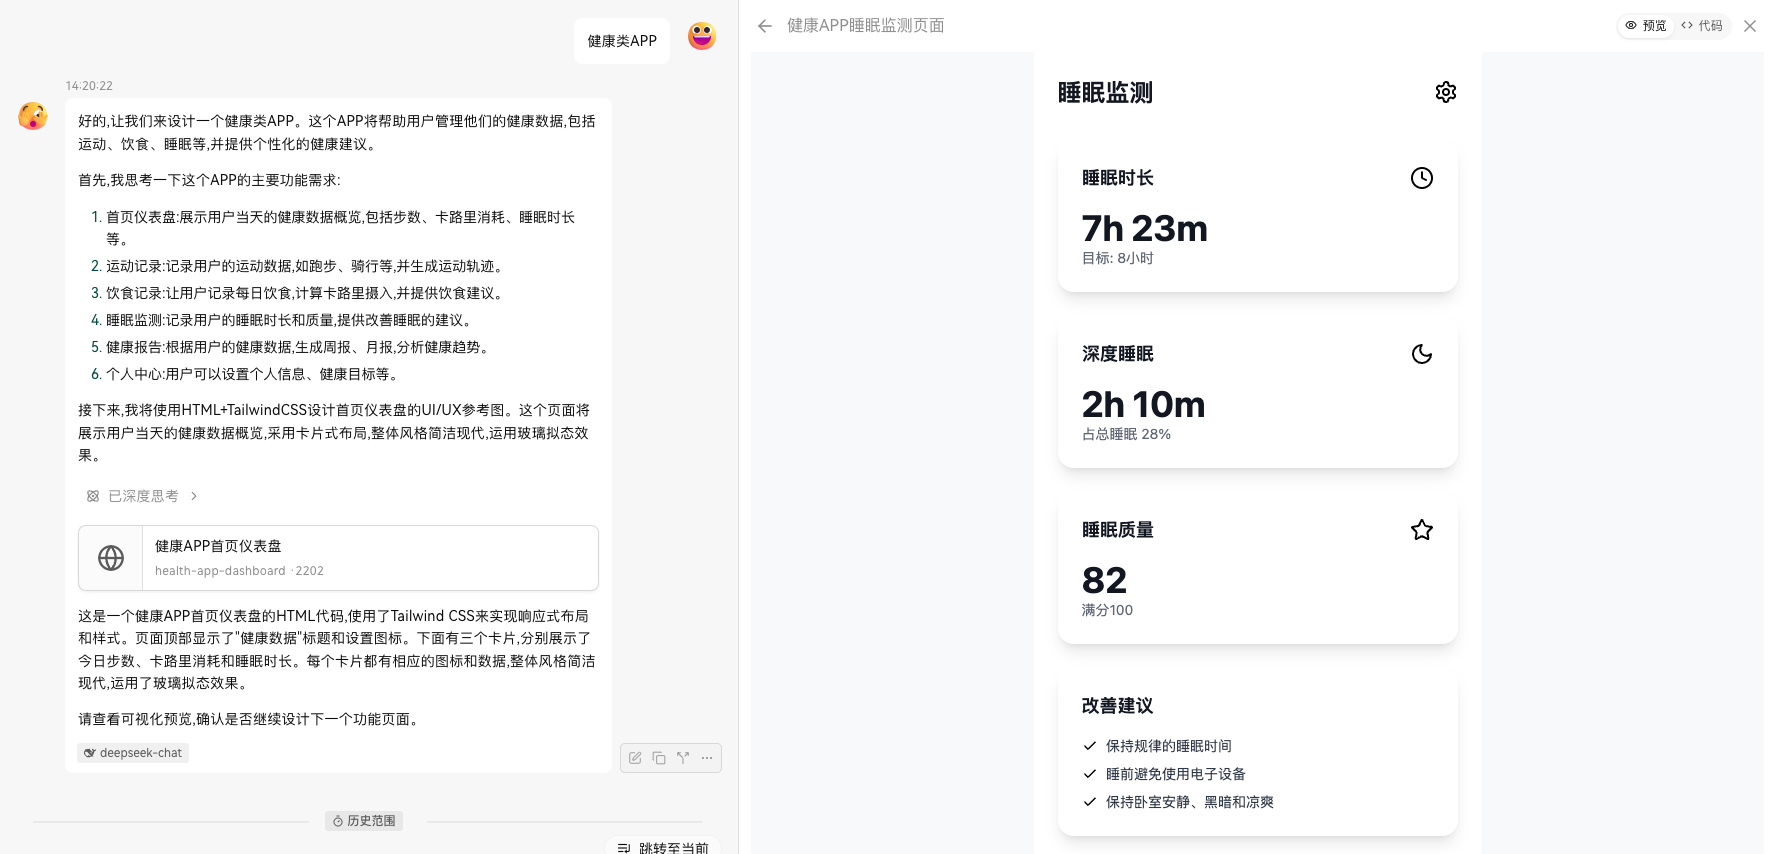 健康类APP
14:20:22
好的,让我们来设计一个健康类APP。这个APP将帮助用户管理他们的健康数据,包括
运动、饮食、睡眠等,并提供个性化的健康建议。
首先,我思考一下这个APP的主要功能需求:
1. 首页仪表盘:展示用户当天的健康数据概览,包括步数、卡路里消耗、睡眠时长
等。
2. 运动记录:记录用户的运动数据,如跑步、骑行等,并生成运动轨迹。
3. 饮食记录:让用户记录每日饮食,计算卡路里摄入,并提供饮食建议。
4. 睡眠监测:记录用户的睡眠时长和质量,提供改善睡眠的建议。
5. 健康报告:根据用户的健康数据,生成周报、月报,分析健康趋势。
6. 个人中心:用户可以设置个人信息、健康目标等。
接下来,我将使用HTML+TailwindCSS设计首页仪表盘的UI/UX参考图。这个页面将
展示用户当天的健康数据概览,采用卡片式布局,整体风格简洁现代,运用玻璃拟态效
果。
已深度思考
健康APP首页仪表盘
health-app-dashboard · 2202
这是一个健康APP首页仪表盘的HTML代码,使用了Tailwind CSS来实现响应式布局
和样式。页面顶部显示了"健康数据"标题和设置图标。下面有三个卡片,分别展示了
今日步数、卡路里消耗和睡眠时长。每个卡片都有相应的图标和数据,整体风格简洁
现代,运用了玻璃拟态效果。
请查看可视化预览,确认是否继续设计下一个功能页面。
deepseek-chat
历史范围
跳转至当前
健康APP睡眠监测页面
预览
代码
睡眠监测
睡眠时长
7h 23m
目标: 8小时
深度睡眠
2h 10m
占总睡眠 28%
睡眠质量
82
满分100
改善建议
保持规律的睡眠时间
睡前避免使用电子设备
保持卧室安静、黑暗和凉爽